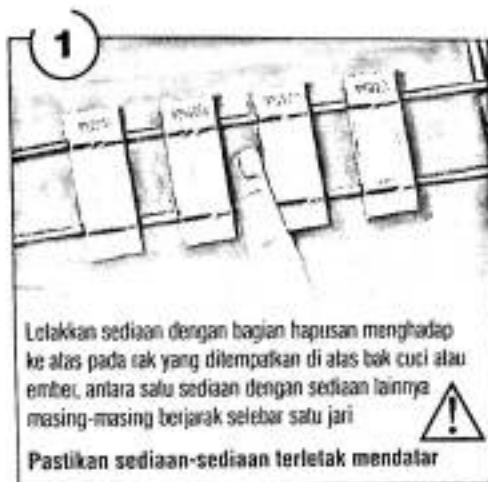 1
Letakkan sediaan dengan bagian hapusan menghadap
ke atas pada rak yang ditempatkan di atas bak cuci atau
ember, antara satu sediaan dengan sediaan lainnya
masing-masing berjarak selebar satu jari
Pastikan sediaan-sediaan terletak mendatar